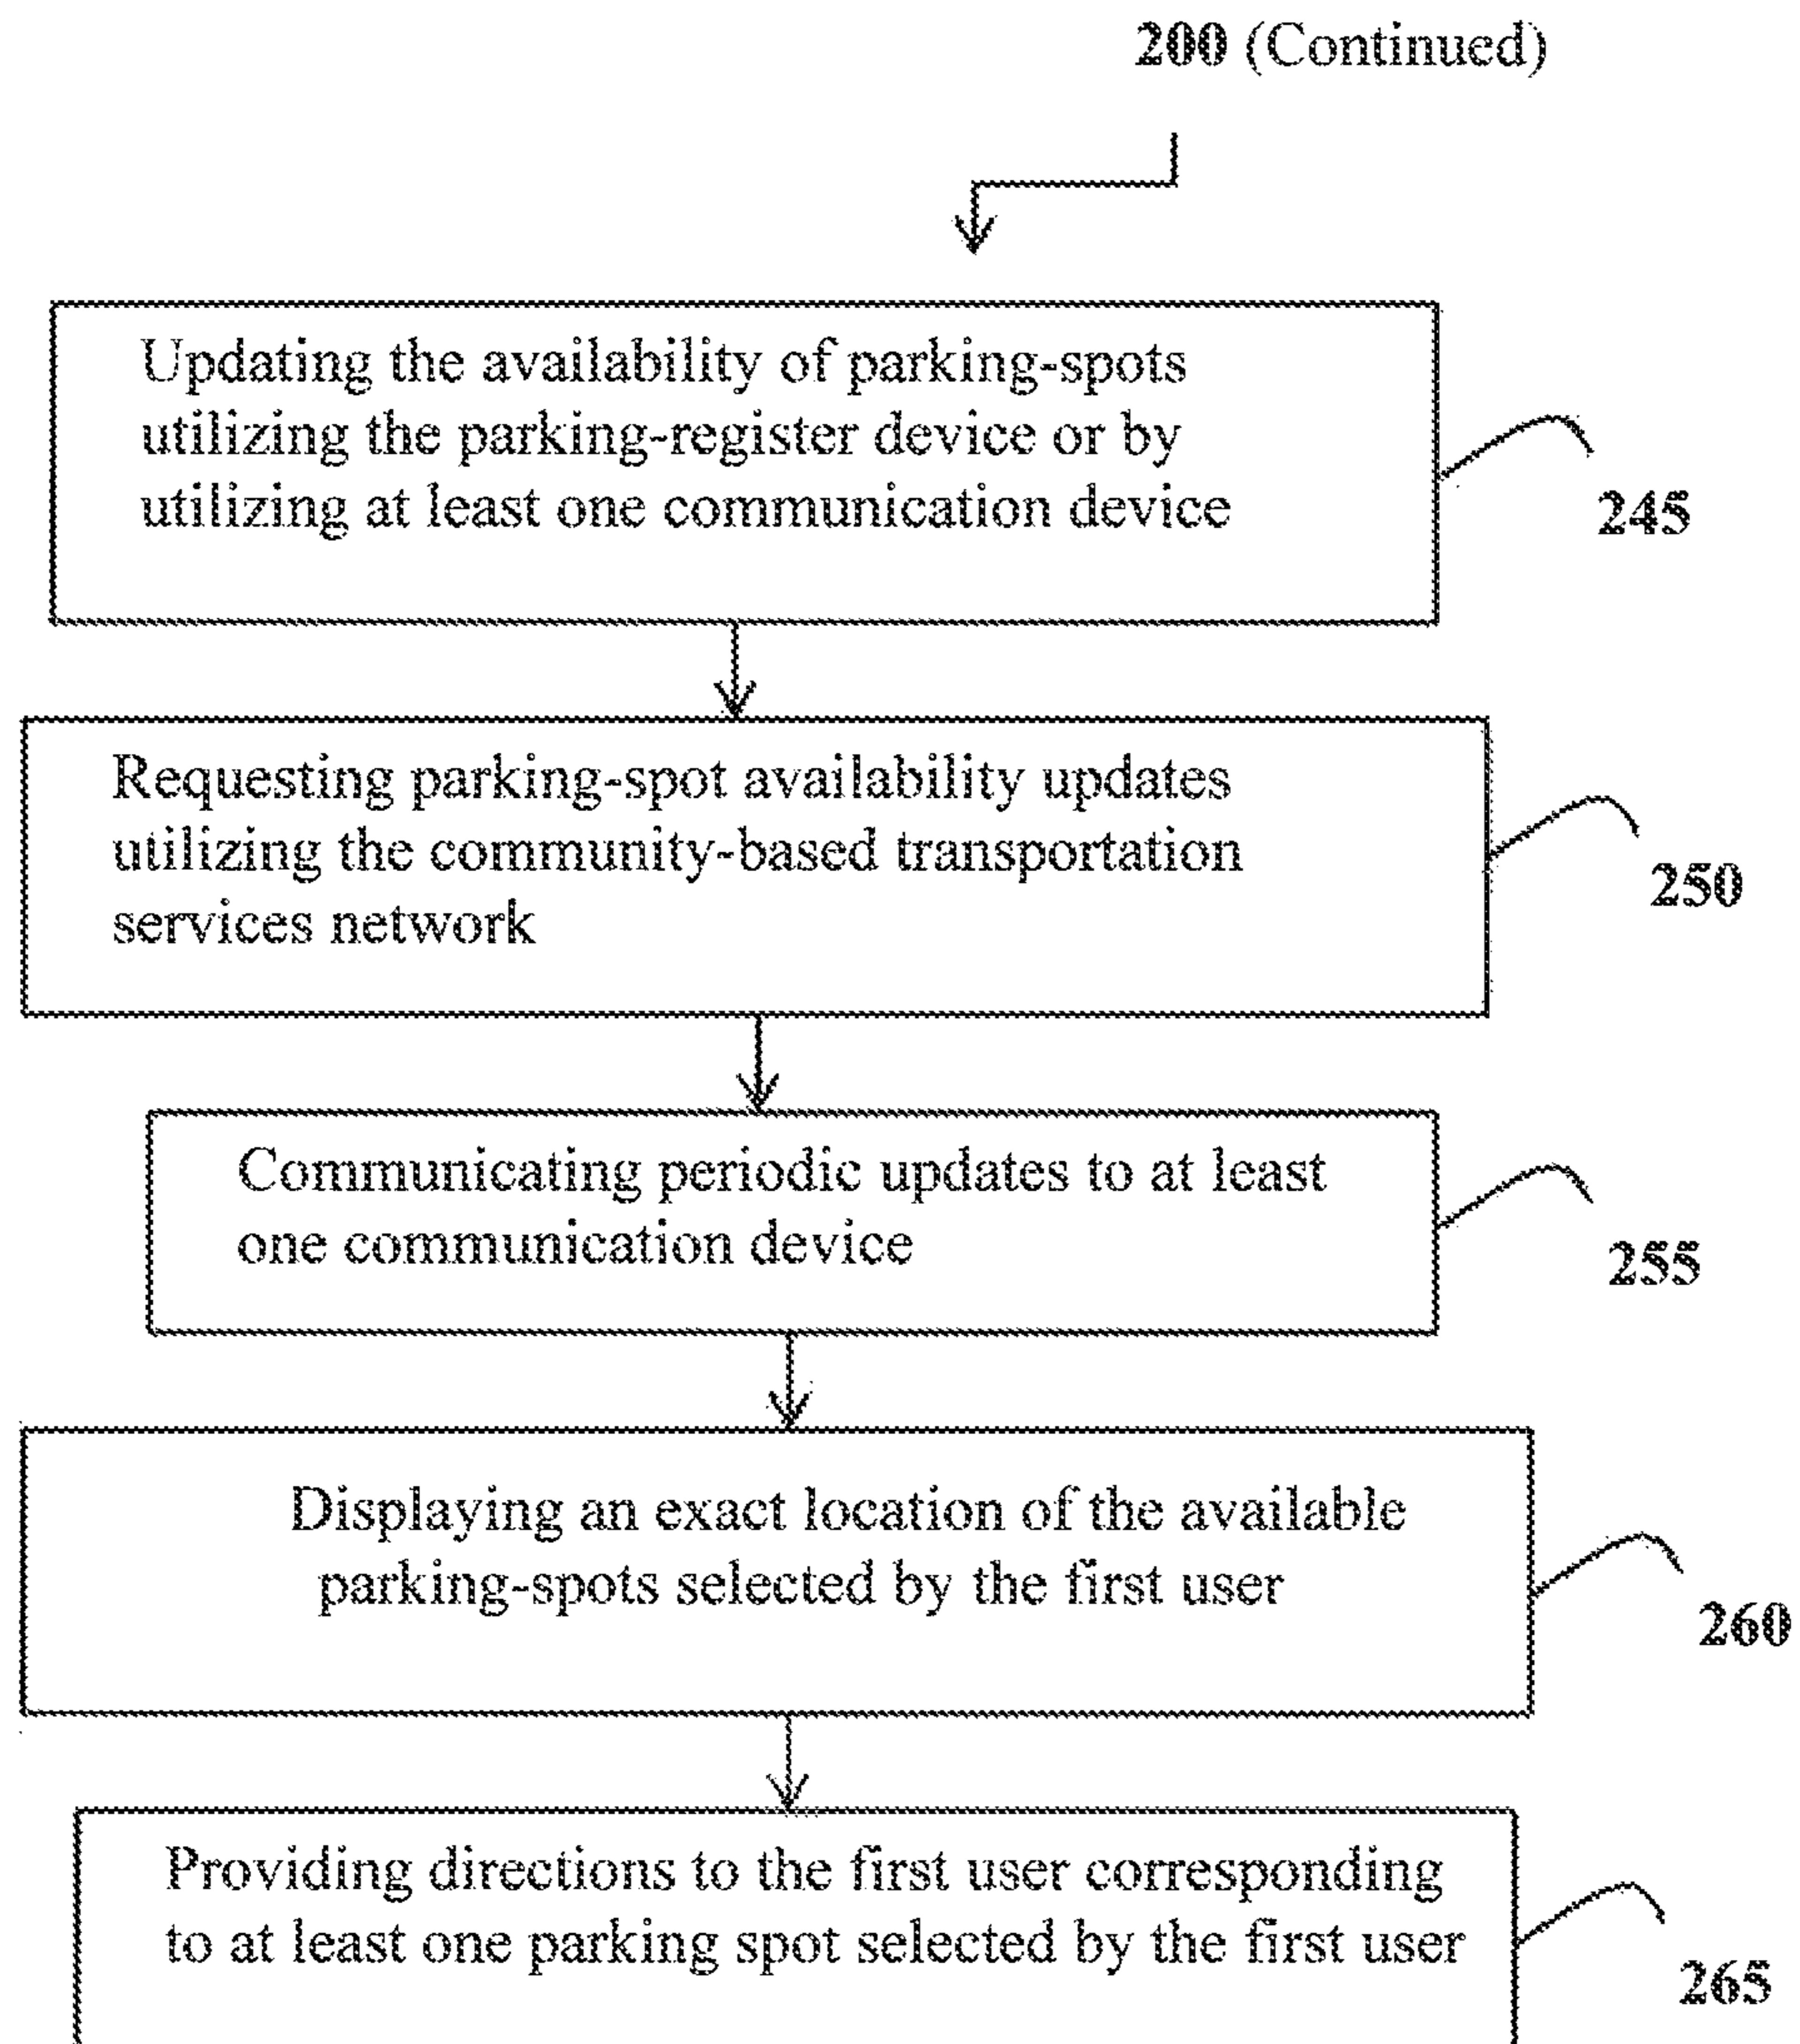 200 (Continued)
Updating the availability of parking-spots
utilizing the parking-register device or by
utilizing at least one communication device
245
Requesting parking-spot availability updates
utilizing the community-based transportation
services network
250
Communicating periodic updates to at least
one communication device
255
Displaying an exact location of the available
parking-spots selected by the first user
260
Providing directions to the first user corresponding
to at least one parking spot selected by the first user
265